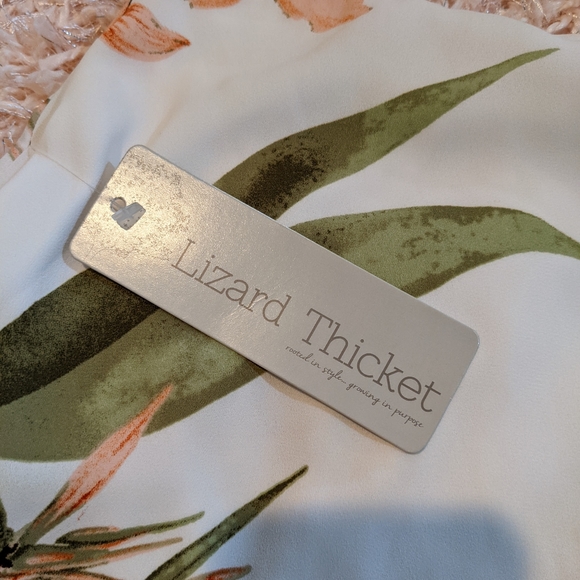 Lizard Thicket
rooted in style... growing in purpose